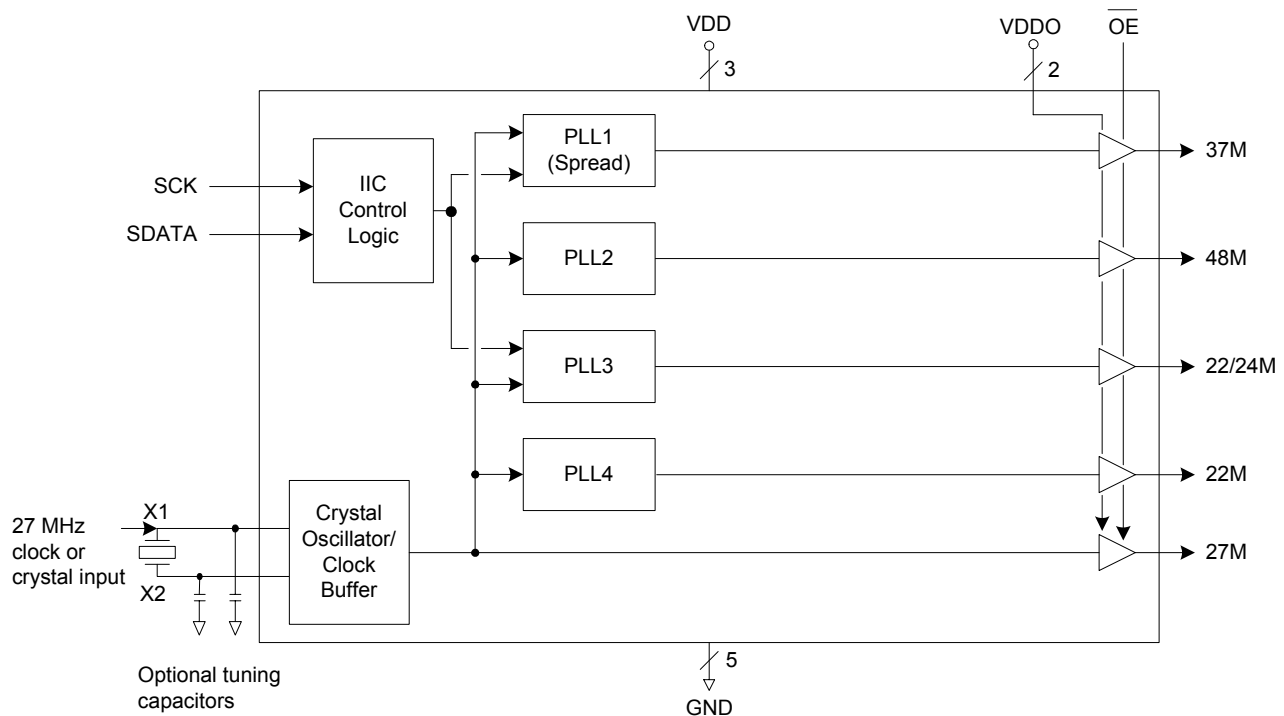 VDD
VDDO
OE
3
2
PLL1
(Spread)
37M
SCK
SDATA
IIC
Control
Logic
PLL2
48M
PLL3
22/24M
PLL4
22M
27 MHz
clock or
crystal input
X1
X2
Crystal
Oscillator/
Clock
Buffer
27M
Optional tuning
capacitors
5
GND